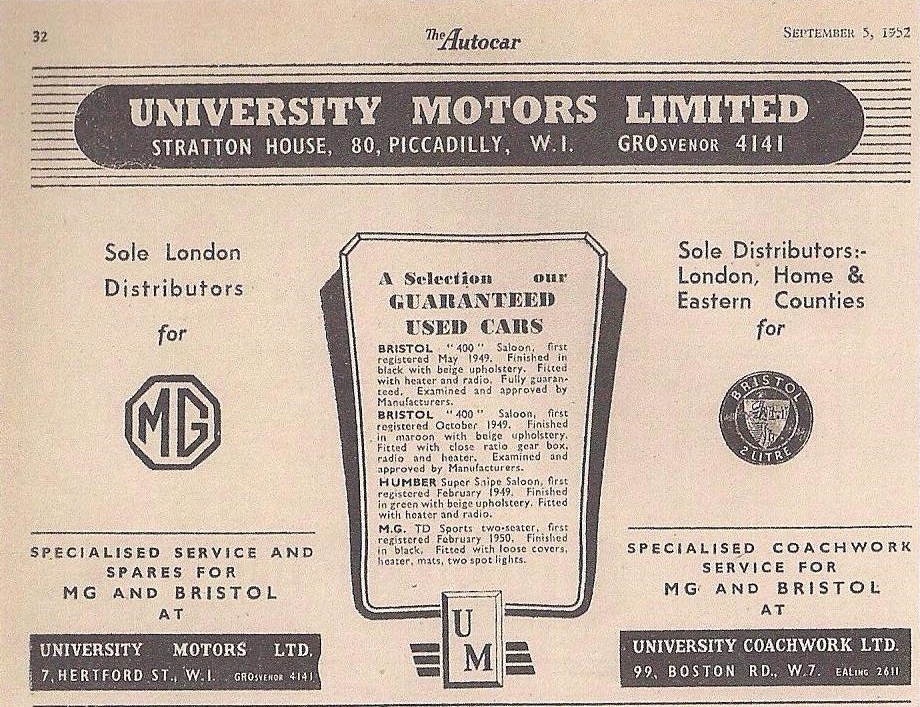 32
The Autocar
SEPTEMBER 5, 1952
UNIVERSITY MOTORS LIMITED
STRATTON HOUSE, 80, PICCADILLY, W.I. GROSVENOR 4141
Sole London
Distributors
for
MG
A Selection our
GUARANTEED
USED CARS
BRISTOL "400" Saloon, first
registered May 1949. Finished in
black with beige upholstery. Fitted
with heater and radio. Fully guaran-
teed. Examined and approved by
Manufacturers.
BRISTOL "400" Saloon, first
registered October 1949. Finished
in maroon with beige upholstery.
Fitted with close ratio gear box,
radio and heater. Examined and
approved by Manufacturers.
HUMBER Super Snipe Saloon, first
registered February 1949. Finished
in green with beige upholstery. Fitted
with heater and radio.
M.G. TD Sports two-seater, first
registered February 1950. Finished
in black. Fitted with loose covers,
heater, mats, two spot lights.
U
M
Sole Distributors:-
London, Home &
Eastern Counties
for
BRISTOL
2 LITRE
SPECIALISED SERVICE AND
SPARES FOR
MG AND BRISTOL
AT
UNIVERSITY MOTORS LTD.
7, HERTFORD ST., W.I. GROSVENOR 4141
SPECIALISED COACHWORK
SERVICE FOR
MG AND BRISTOL
AT
UNIVERSITY COACHWORK LTD.
99, BOSTON RD., W.7. EALING 2611